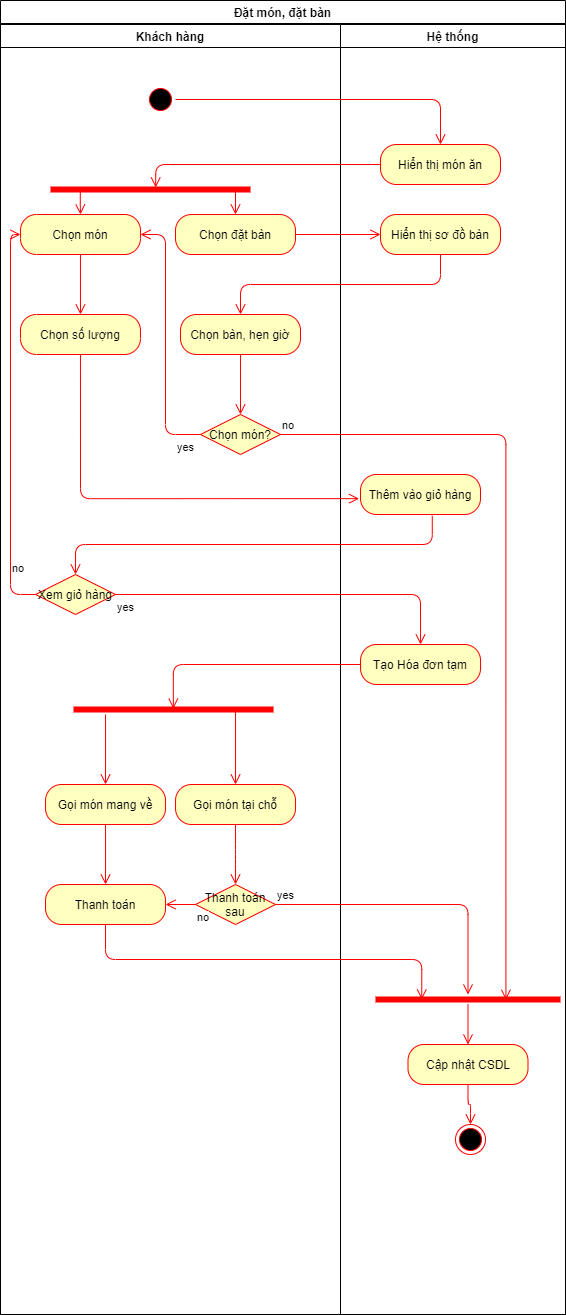 Đặt món, đặt bàn
Khách hàng
Hệ thống
Hiển thị món ăn
Chọn món
Chọn đặt bàn
Hiển thị sơ đồ bàn
Chọn số lượng
Chọn bàn, hẹn giờ
Chọn món?
no
yes
Thêm vào giỏ hàng
no
Xem giỏ hàng
yes
Tạo Hóa đơn tạm
Gọi món mang về
Gọi món tại chỗ
Thanh toán
Thanh toán
sau
yes
no
Cập nhật CSDL